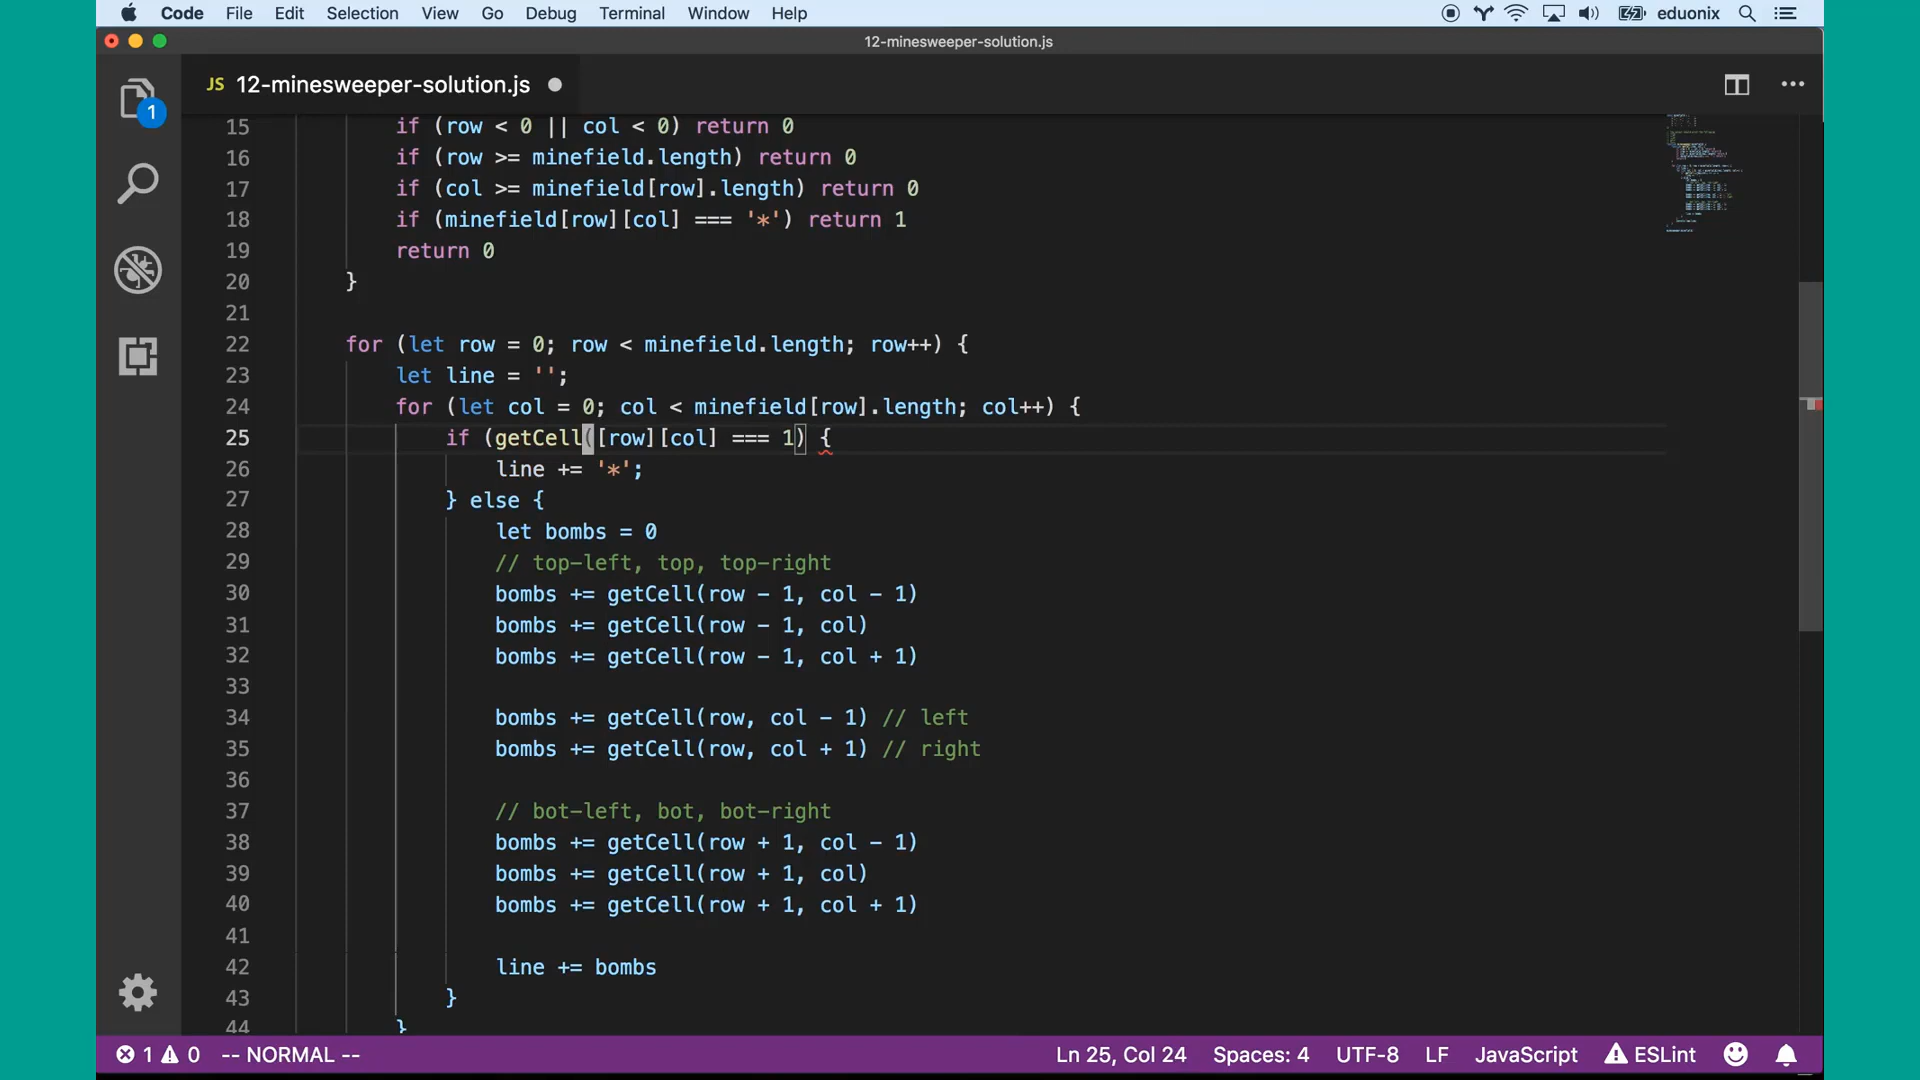 Code File Edit Selection View Go Debug Terminal Window Help eduonix
12-minesweeper-solution.js
JS 12-minesweeper-solution.js
1
15 if (row < 0 || col < 0) return 0
16 if (row >= minefield.length) return 0
17 if (col >= minefield[row].length) return 0
18 if (minefield[row][col] === '*') return 1
19 return 0
20 }
21
22 for (let row = 0; row < minefield.length; row++) {
23 let line = '';
24 for (let col = 0; col < minefield[row].length; col++) {
25 if (getCell([row][col] === 1) {
26 line += '*';
27 } else {
28 let bombs = 0
29 // top-left, top, top-right
30 bombs += getCell(row - 1, col - 1)
31 bombs += getCell(row - 1, col)
32 bombs += getCell(row - 1, col + 1)
33
34 bombs += getCell(row, col - 1) // left
35 bombs += getCell(row, col + 1) // right
36
37 // bot-left, bot, bot-right
38 bombs += getCell(row + 1, col - 1)
39 bombs += getCell(row + 1, col)
40 bombs += getCell(row + 1, col + 1)
41
42 line += bombs
43 }
44 }
1 0 -- NORMAL -- Ln 25, Col 24 Spaces: 4 UTF-8 LF JavaScript ESLint